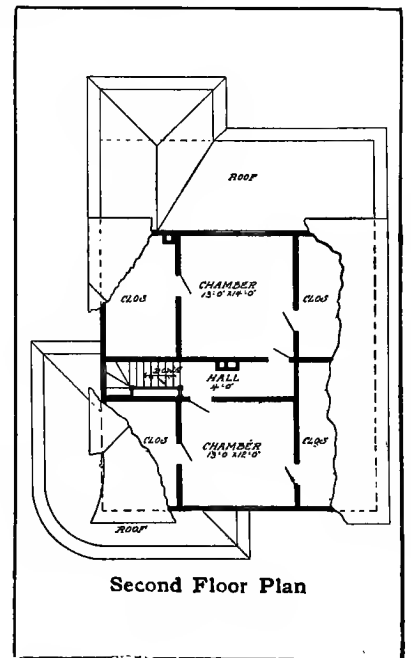 ROOF
CHAMBER
13'-0" X 14'-0"
CLOS
CLOS
DOWN
HALL
4'-0"
CLOS
CHAMBER
13'-0 X 12'-0"
CLOS
ROOF
Second Floor Plan